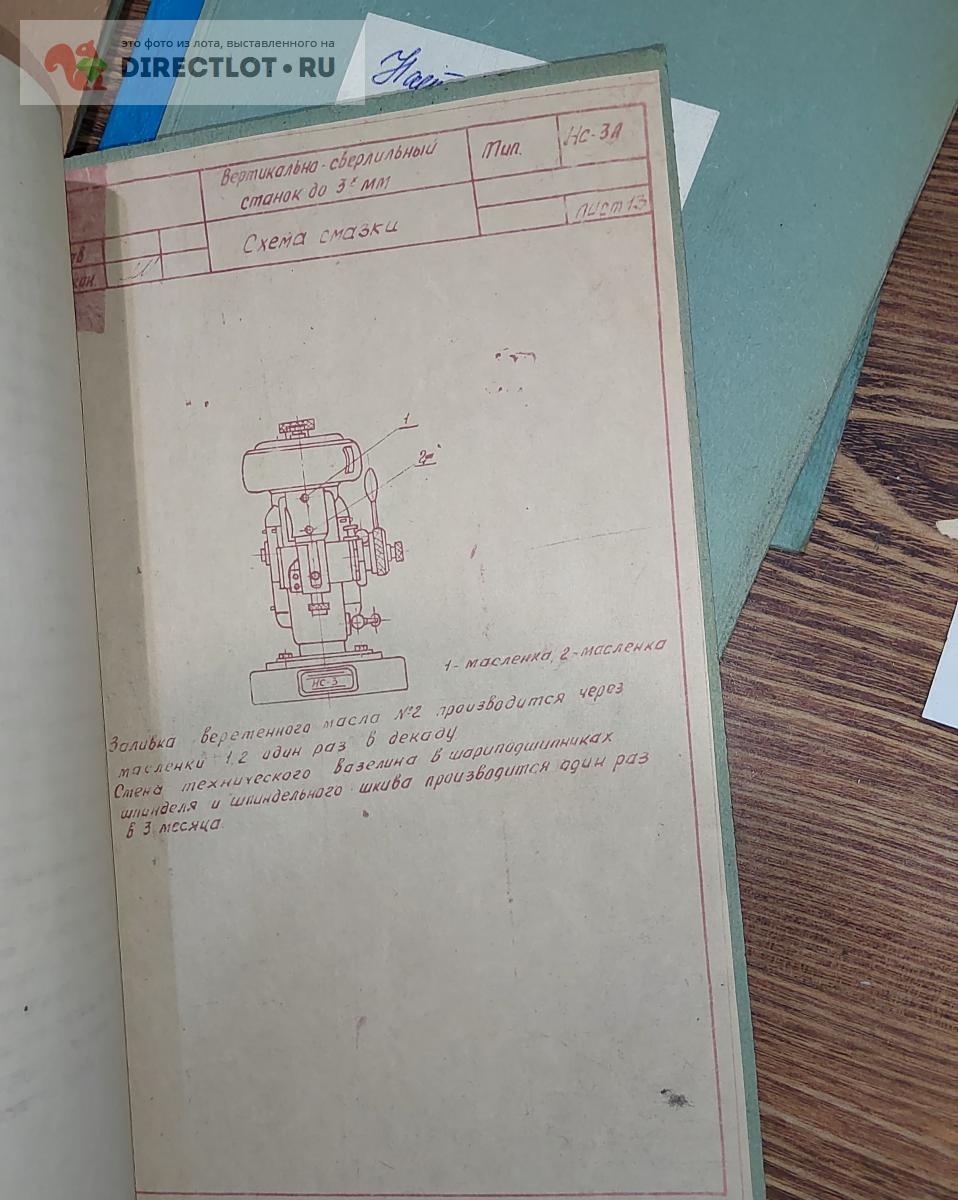 это фото из лота, выставленного на
DIRECTLOT.RU
Вертикально-сверлильный
станок до 3х мм
Тип.
НС-3А
Схема смазки
Лист 13
1
2
НС-3
1- масленка, 2-масленка
Заливка веретенного масла №2 производится через
масленки 1,2 один раз в декаду
Смена технического вазелина в шарикоподшипниках
шпинделя и шпиндельного шкива производится один раз
в 3 месяца.